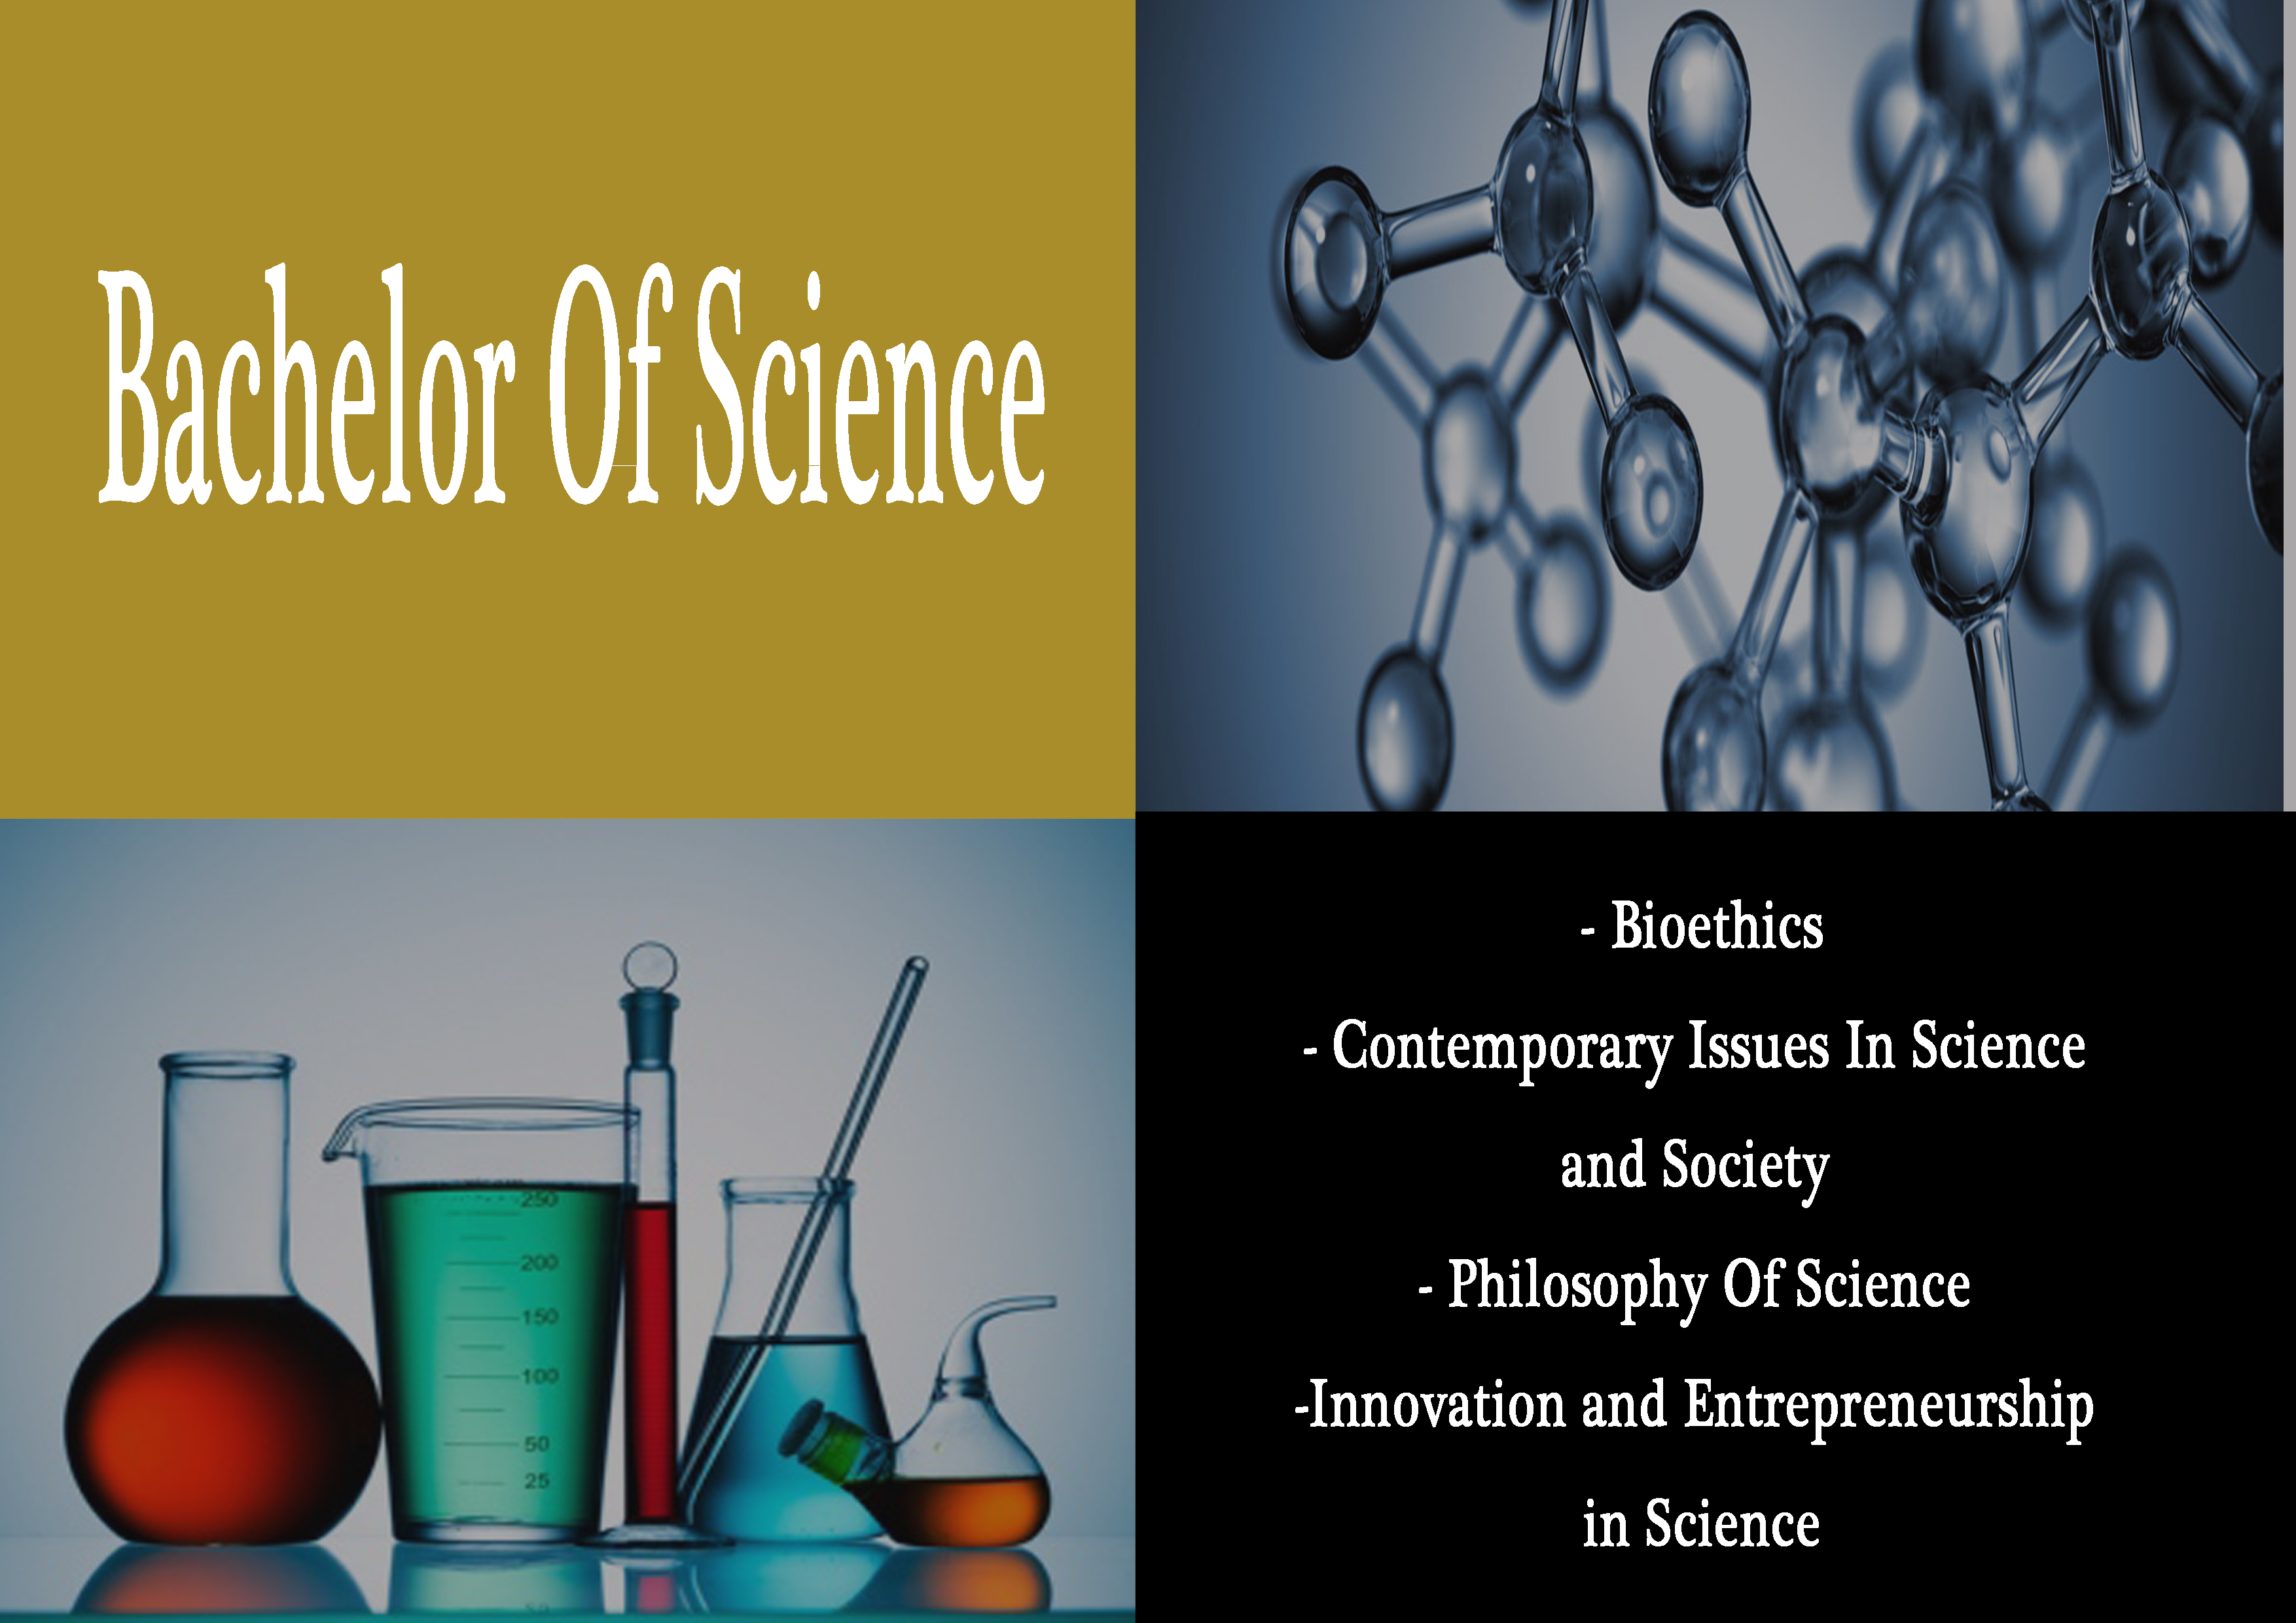 Bachelor Of Science
250
200
150
100
50
25
- Bioethics
- Contemporary Issues In Science
and Society
- Philosophy Of Science
-Innovation and Entrepreneurship
in Science